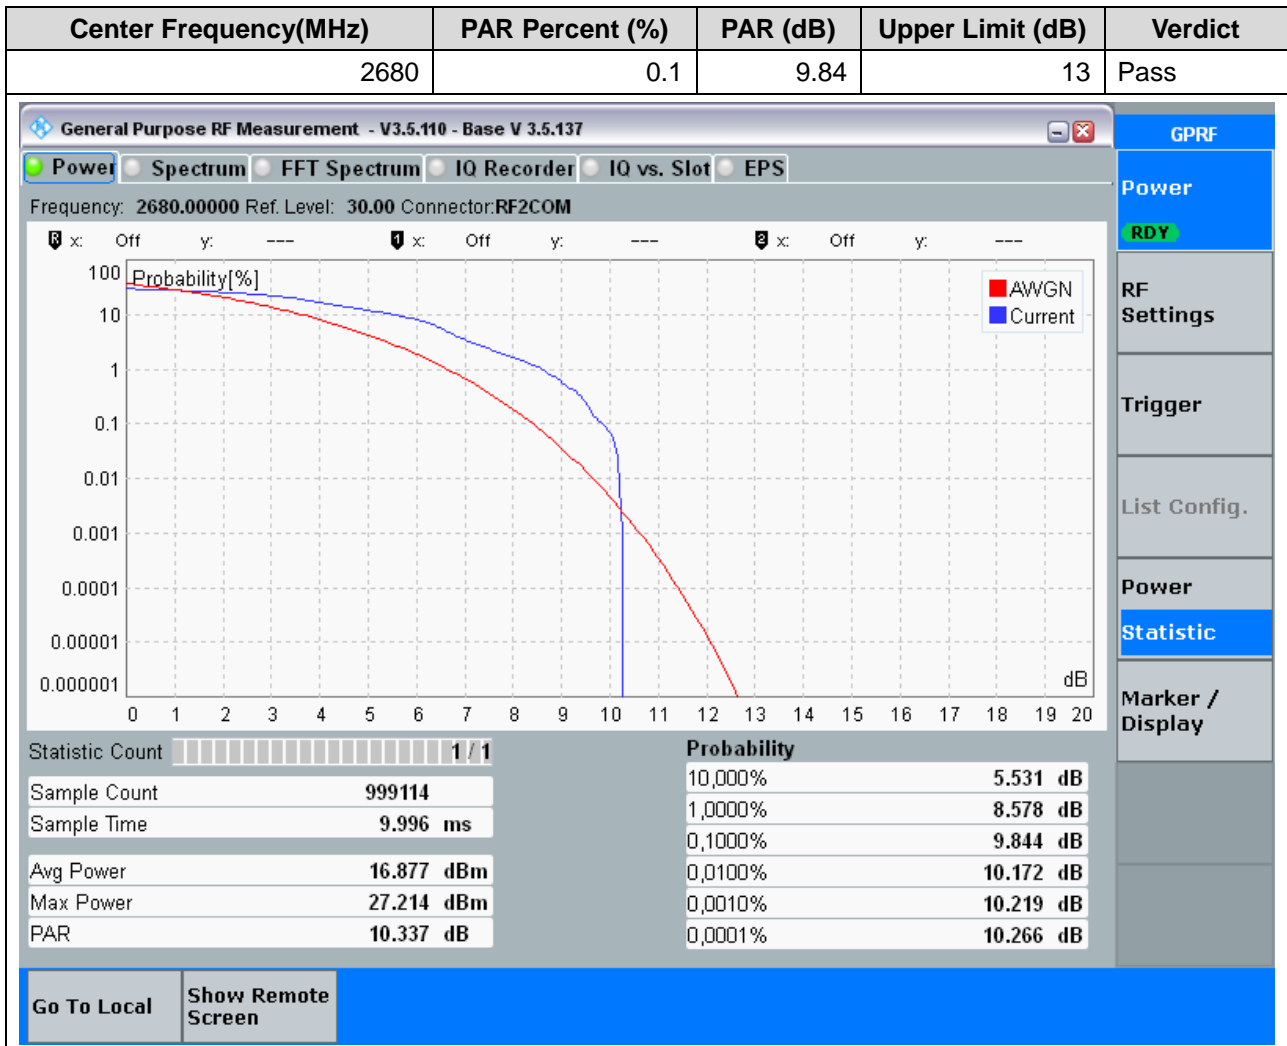 Center Frequency(MHz) PAR Percent (%) PAR (dB) Upper Limit (dB) Verdict
2680 0.1 9.84 13 Pass
General Purpose RF Measurement - V3.5.110 - Base V 3.5.137
GPRF
Power Spectrum FFT Spectrum IQ Recorder IQ vs. Slot EPS
Power
RDY
Frequency: 2680.00000 Ref. Level: 30.00 Connector:RF2COM
R x: Off y: --- 1 x: Off y: --- 2 x: Off y: ---
Probability[%]
AWGN
Current
100
10
1
0.1
0.01
0.001
0.0001
0.00001
0.000001
dB
0 1 2 3 4 5 6 7 8 9 10 11 12 13 14 15 16 17 18 19 20
RF
Settings
Trigger
List Config.
Power
Statistic
Marker /
Display
Statistic Count 1 / 1
Sample Count 999114
Sample Time 9.996 ms
Avg Power 16.877 dBm
Max Power 27.214 dBm
PAR 10.337 dB
Probability
10,000% 5.531 dB
1,0000% 8.578 dB
0,1000% 9.844 dB
0,0100% 10.172 dB
0,0010% 10.219 dB
0,0001% 10.266 dB
Go To Local
Show Remote
Screen